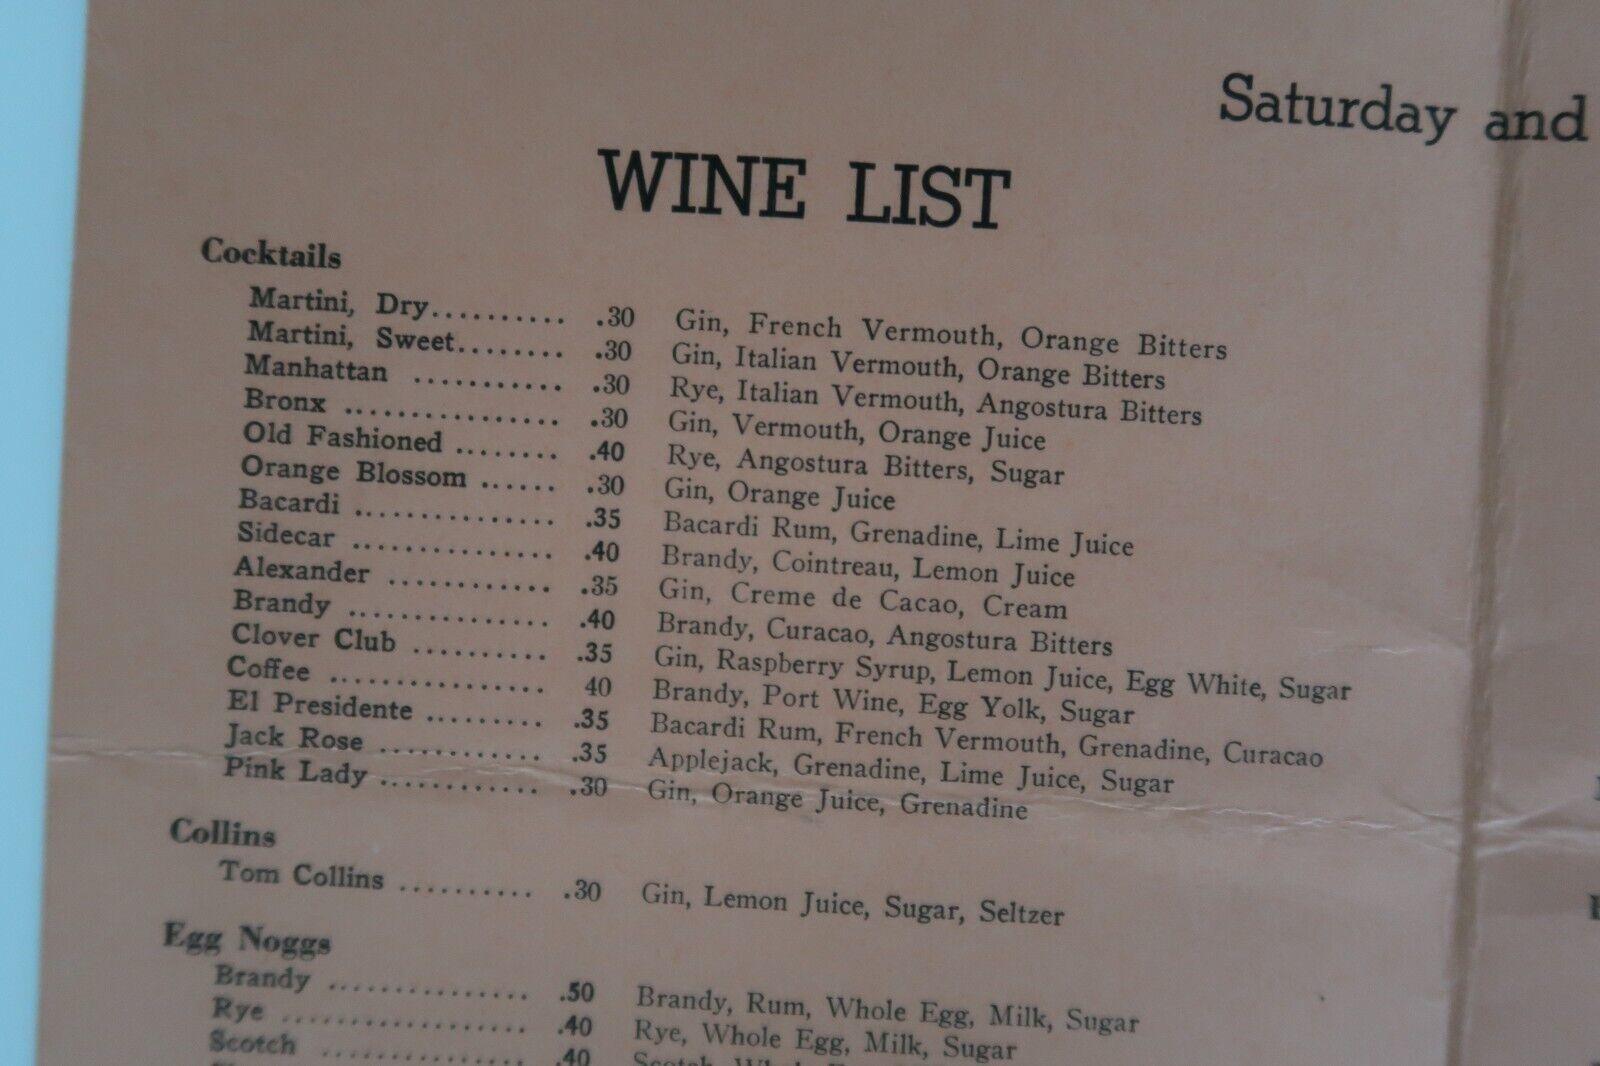 Saturday and
WINE LIST
Cocktails
Martini, Dry.......... .30 Gin, French Vermouth, Orange Bitters
Martini, Sweet........ .30 Gin, Italian Vermouth, Orange Bitters
Manhattan ........... .30 Rye, Italian Vermouth, Angostura Bitters
Bronx ................ .30 Gin, Vermouth, Orange Juice
Old Fashioned ........ .40 Rye, Angostura Bitters, Sugar
Orange Blossom ...... .30 Gin, Orange Juice
Bacardi ............... .35 Bacardi Rum, Grenadine, Lime Juice
Sidecar ............... .40 Brandy, Cointreau, Lemon Juice
Alexander ............ .35 Gin, Creme de Cacao, Cream
Brandy ............... .40 Brandy, Curacao, Angostura Bitters
Clover Club .......... .35 Gin, Raspberry Syrup, Lemon Juice, Egg White, Sugar
Coffee ................ 40 Brandy, Port Wine, Egg Yolk, Sugar
El Presidente ......... .35 Bacardi Rum, French Vermouth, Grenadine, Curacao
Jack Rose ............ .35 Applejack, Grenadine, Lime Juice, Sugar
Pink Lady ............ .30 Gin, Orange Juice, Grenadine
Collins
Tom Collins .......... .30 Gin, Lemon Juice, Sugar, Seltzer
Egg Noggs
Brandy ............... .50 Brandy, Rum, Whole Egg, Milk, Sugar
Rye .................. .40 Rye, Whole Egg, Milk, Sugar
Scotch ............... .40 Scotch, Whole